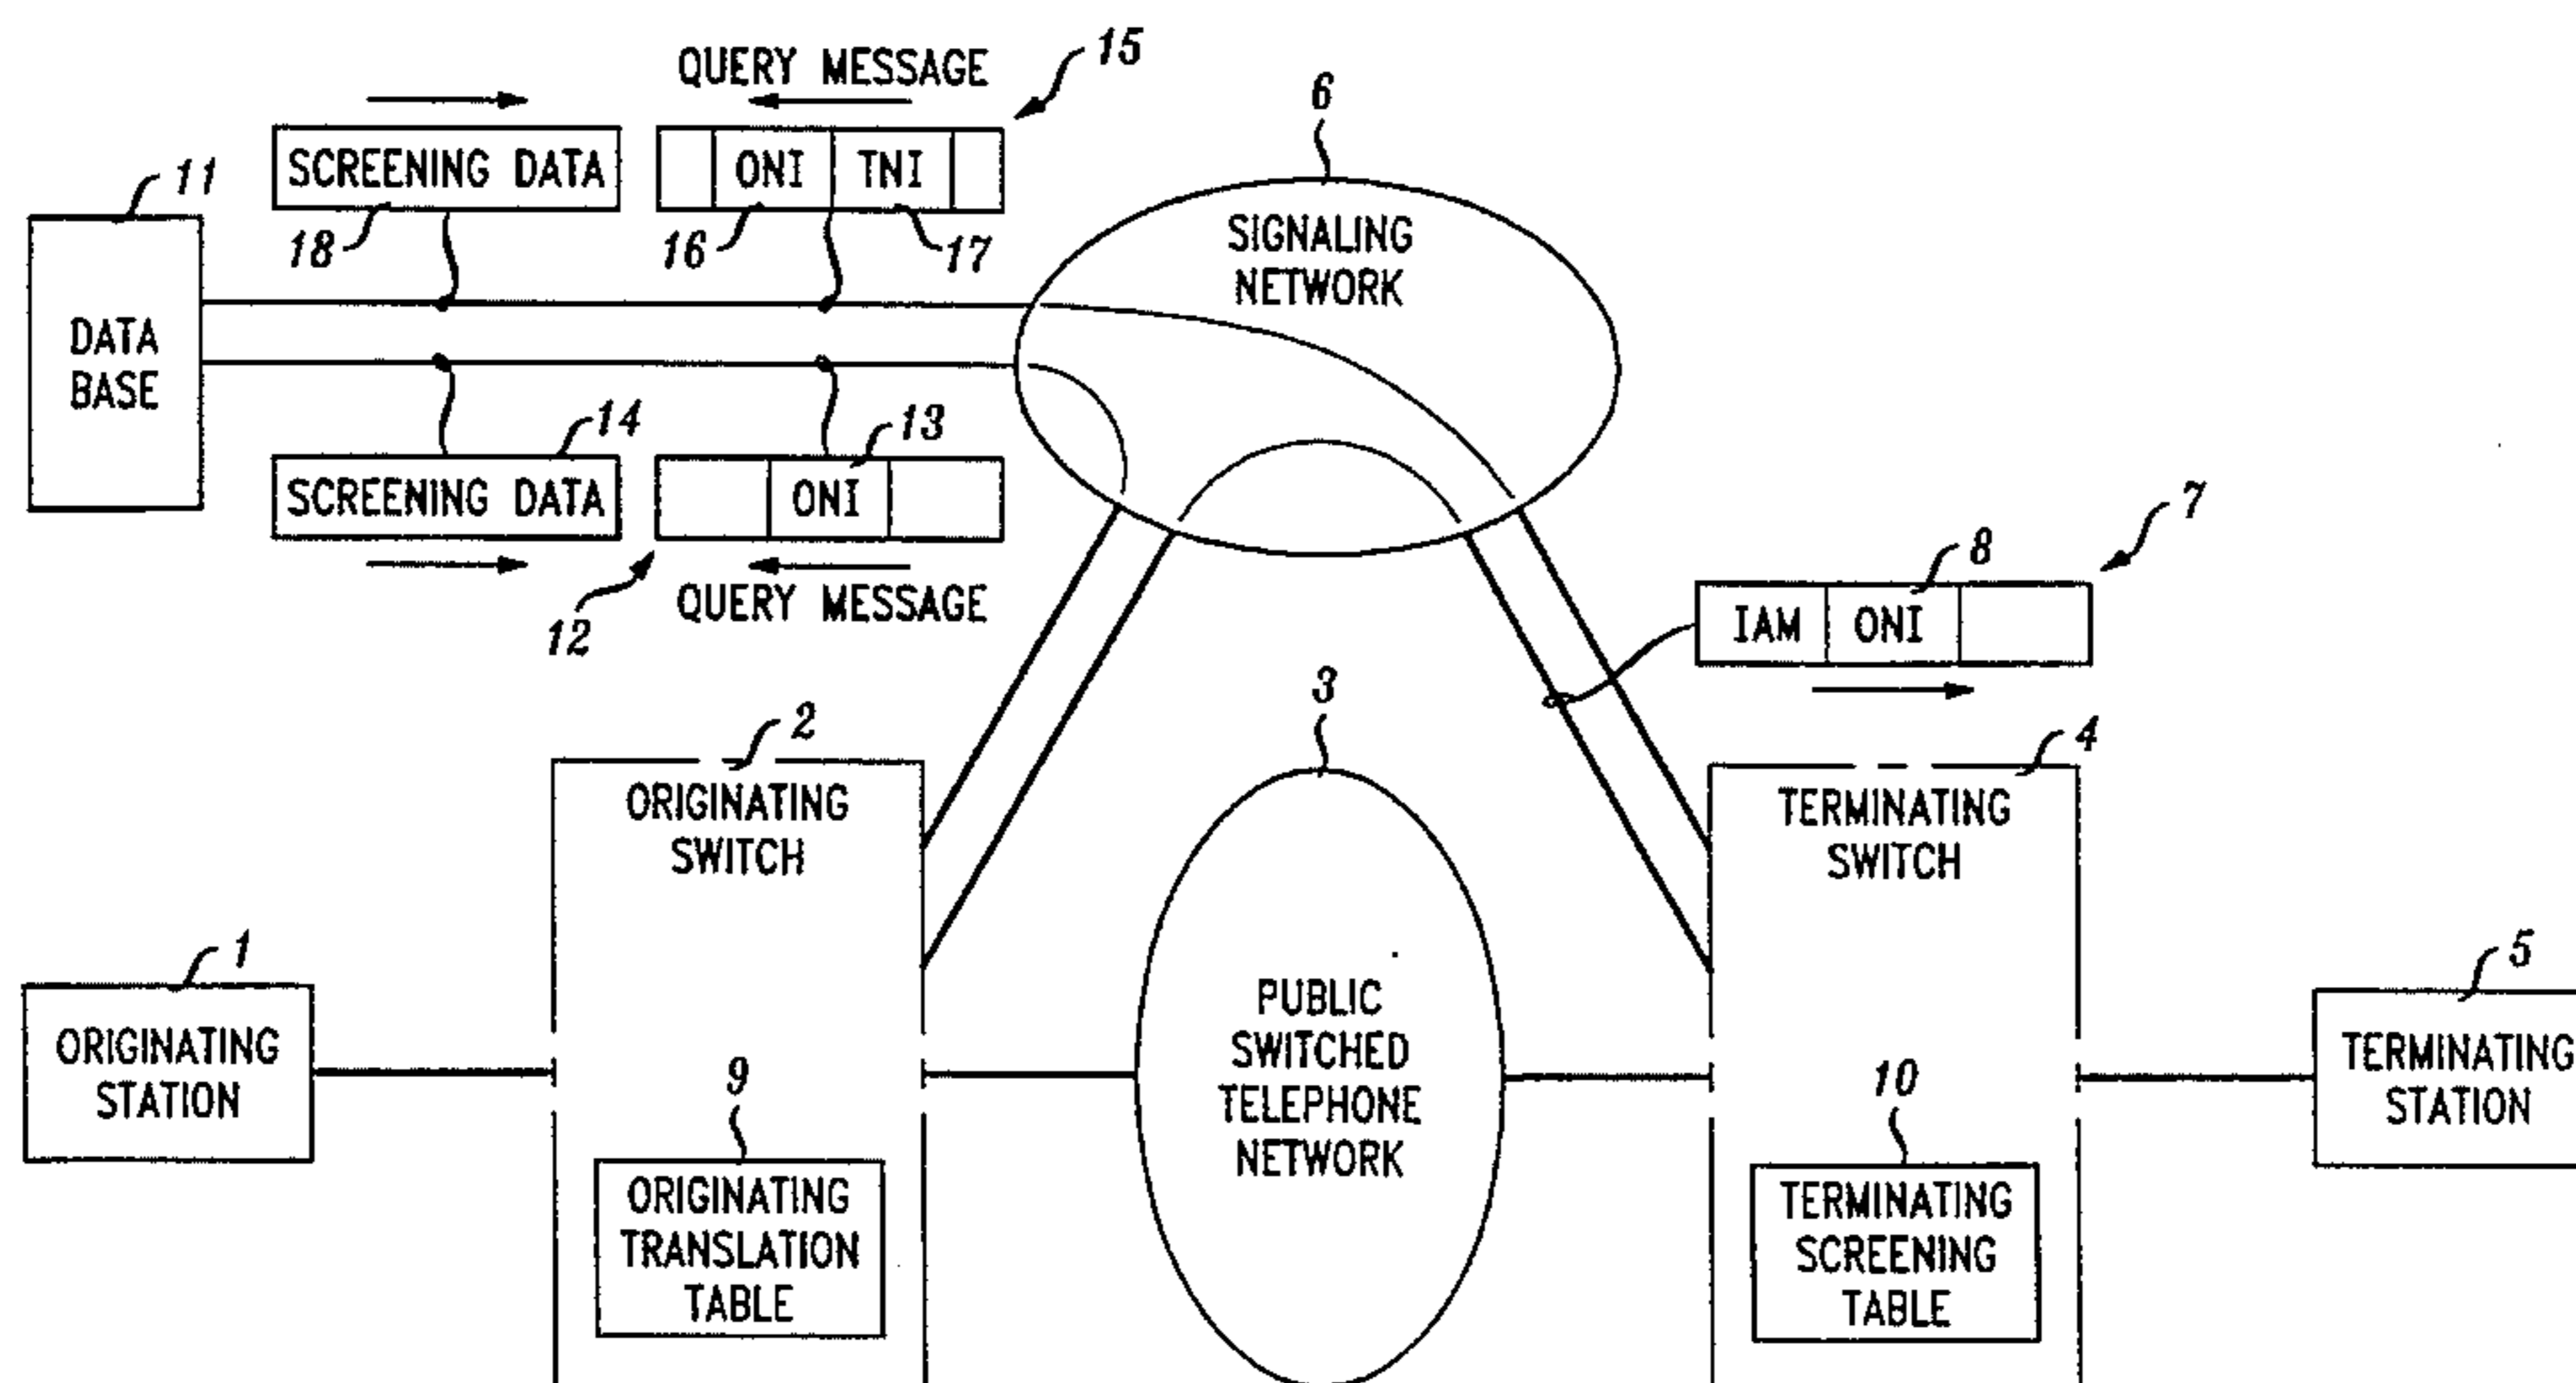 QUERY MESSAGE
15
SCREENING DATA
ONI TNI
18
16
17
11
DATA
BASE
6
SIGNALING
NETWORK
14
SCREENING DATA
13
ONI
QUERY MESSAGE
12
7
8
IAM ONI
2
ORIGINATING
SWITCH
3
PUBLIC
SWITCHED
TELEPHONE
NETWORK
4
TERMINATING
SWITCH
1
ORIGINATING
STATION
9
ORIGINATING
TRANSLATION
TABLE
10
TERMINATING
SCREENING
TABLE
5
TERMINATING
STATION